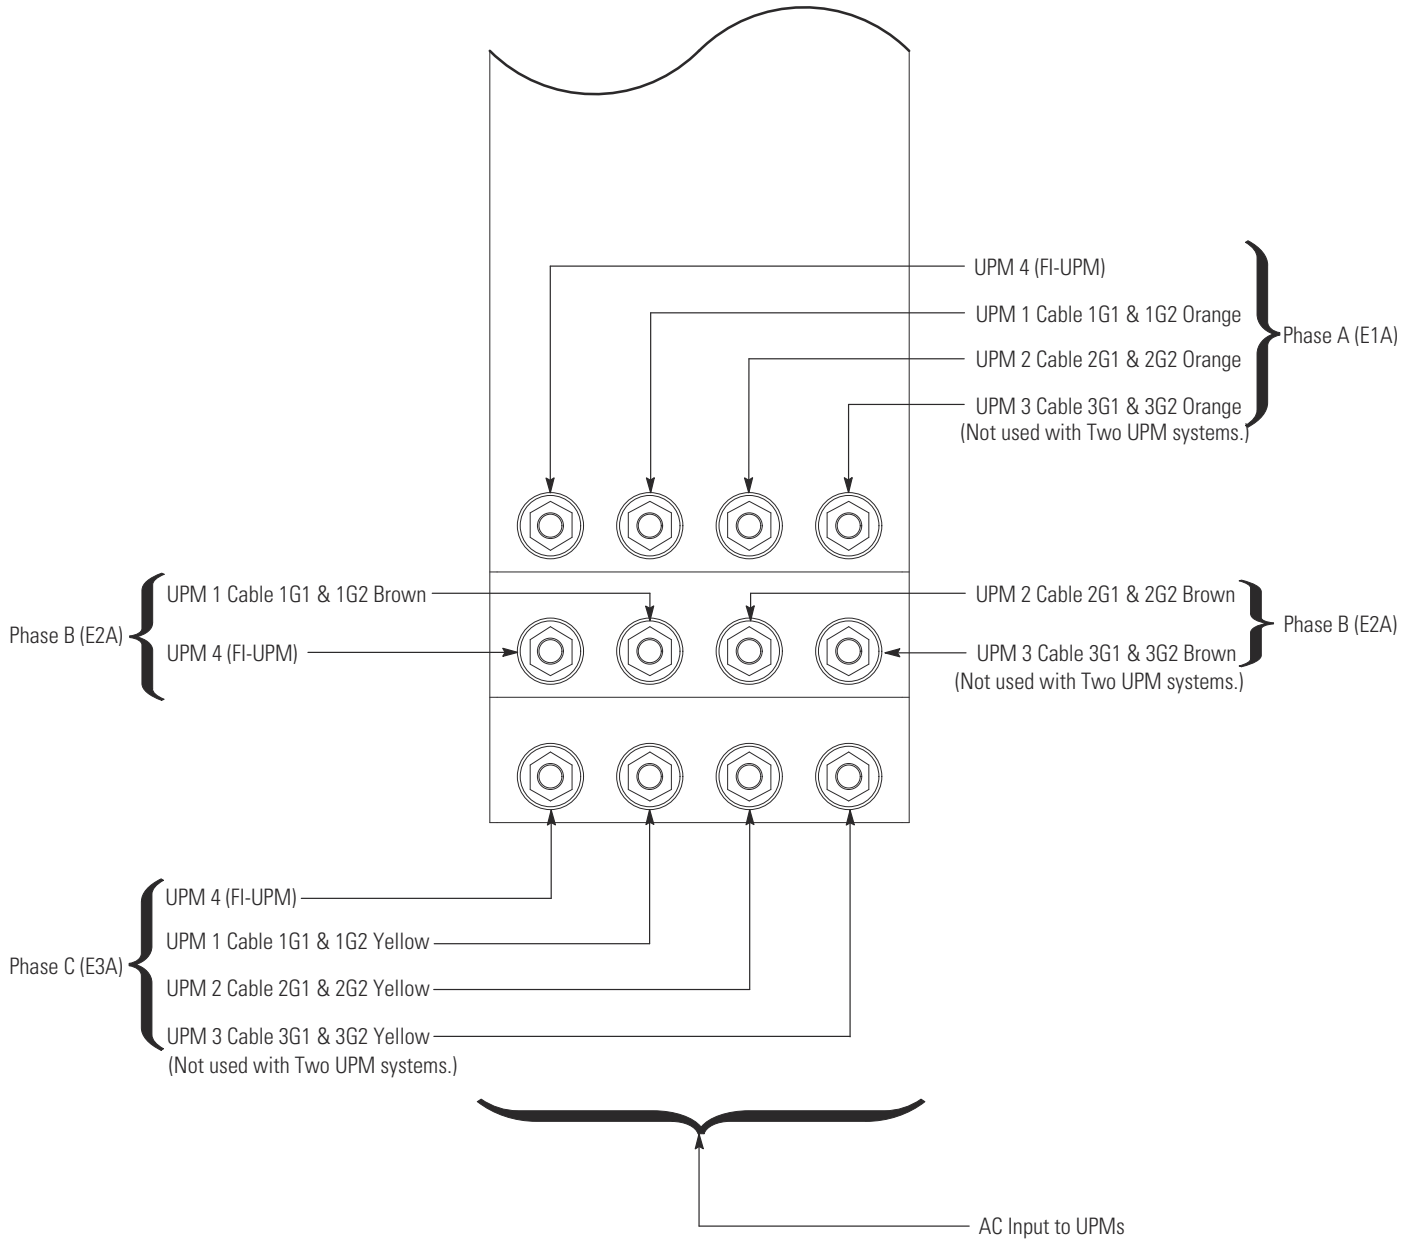 UPM 4 (FI-UPM)
UPM 1 Cable 1G1 & 1G2 Orange
Phase A (E1A)
UPM 2 Cable 2G1 & 2G2 Orange
UPM 3 Cable 3G1 & 3G2 Orange
(Not used with Two UPM systems.)
UPM 1 Cable 1G1 & 1G2 Brown
Phase B (E2A)
UPM 4 (FI-UPM)
UPM 2 Cable 2G1 & 2G2 Brown
Phase B (E2A)
UPM 3 Cable 3G1 & 3G2 Brown
(Not used with Two UPM systems.)
UPM 4 (FI-UPM)
UPM 1 Cable 1G1 & 1G2 Yellow
Phase C (E3A)
UPM 2 Cable 2G1 & 2G2 Yellow
UPM 3 Cable 3G1 & 3G2 Yellow
(Not used with Two UPM systems.)
AC Input to UPMs